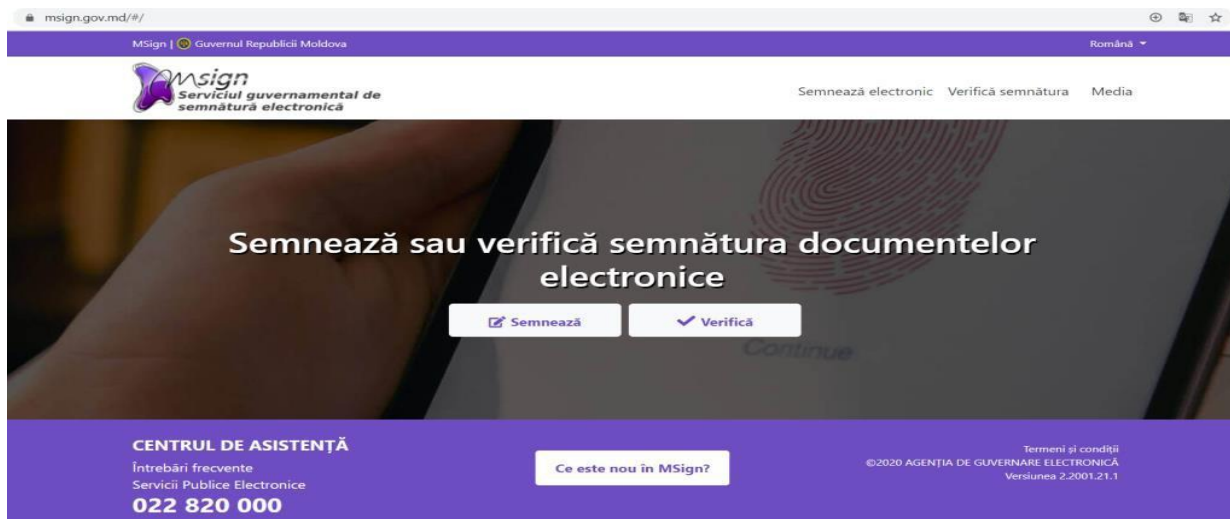 msign.gov.md/#/
MSign | Guvernul Republicii Moldova
Română
Msign
Serviciul guvernamental de
semnătură electronică
Semnează electronic Verifică semnătura Media
Semnează sau verifică semnătura documentelor
electronice
Semnează
Verifică
Continue
CENTRUL DE ASISTENȚĂ
Întrebări frecvente
Servicii Publice Electronice
022 820 000
Ce este nou în MSign?
Termeni și condiții
©2020 AGENȚIA DE GUVERNARE ELECTRONICĂ
Versiunea 2.2001.21.1